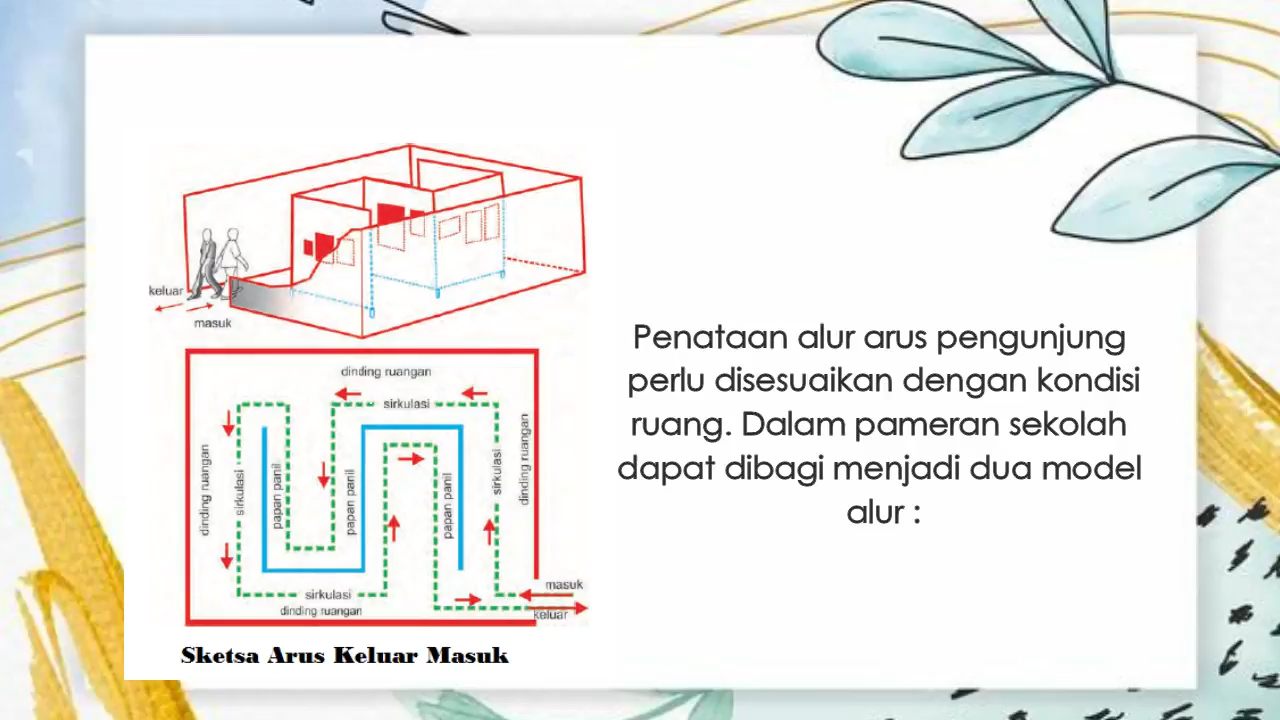 keluar
masuk
dinding ruangan
sirkulasi
dinding ruangan
sirkulasi
papan panil
papan panil
papan panil
sirkulasi
dinding ruangan
sirkulasi
dinding ruangan
masuk
keluar
Sketsa Arus Keluar Masuk
Penataan alur arus pengunjung
perlu disesuaikan dengan kondisi
ruang. Dalam pameran sekolah
dapat dibagi menjadi dua model
alur :